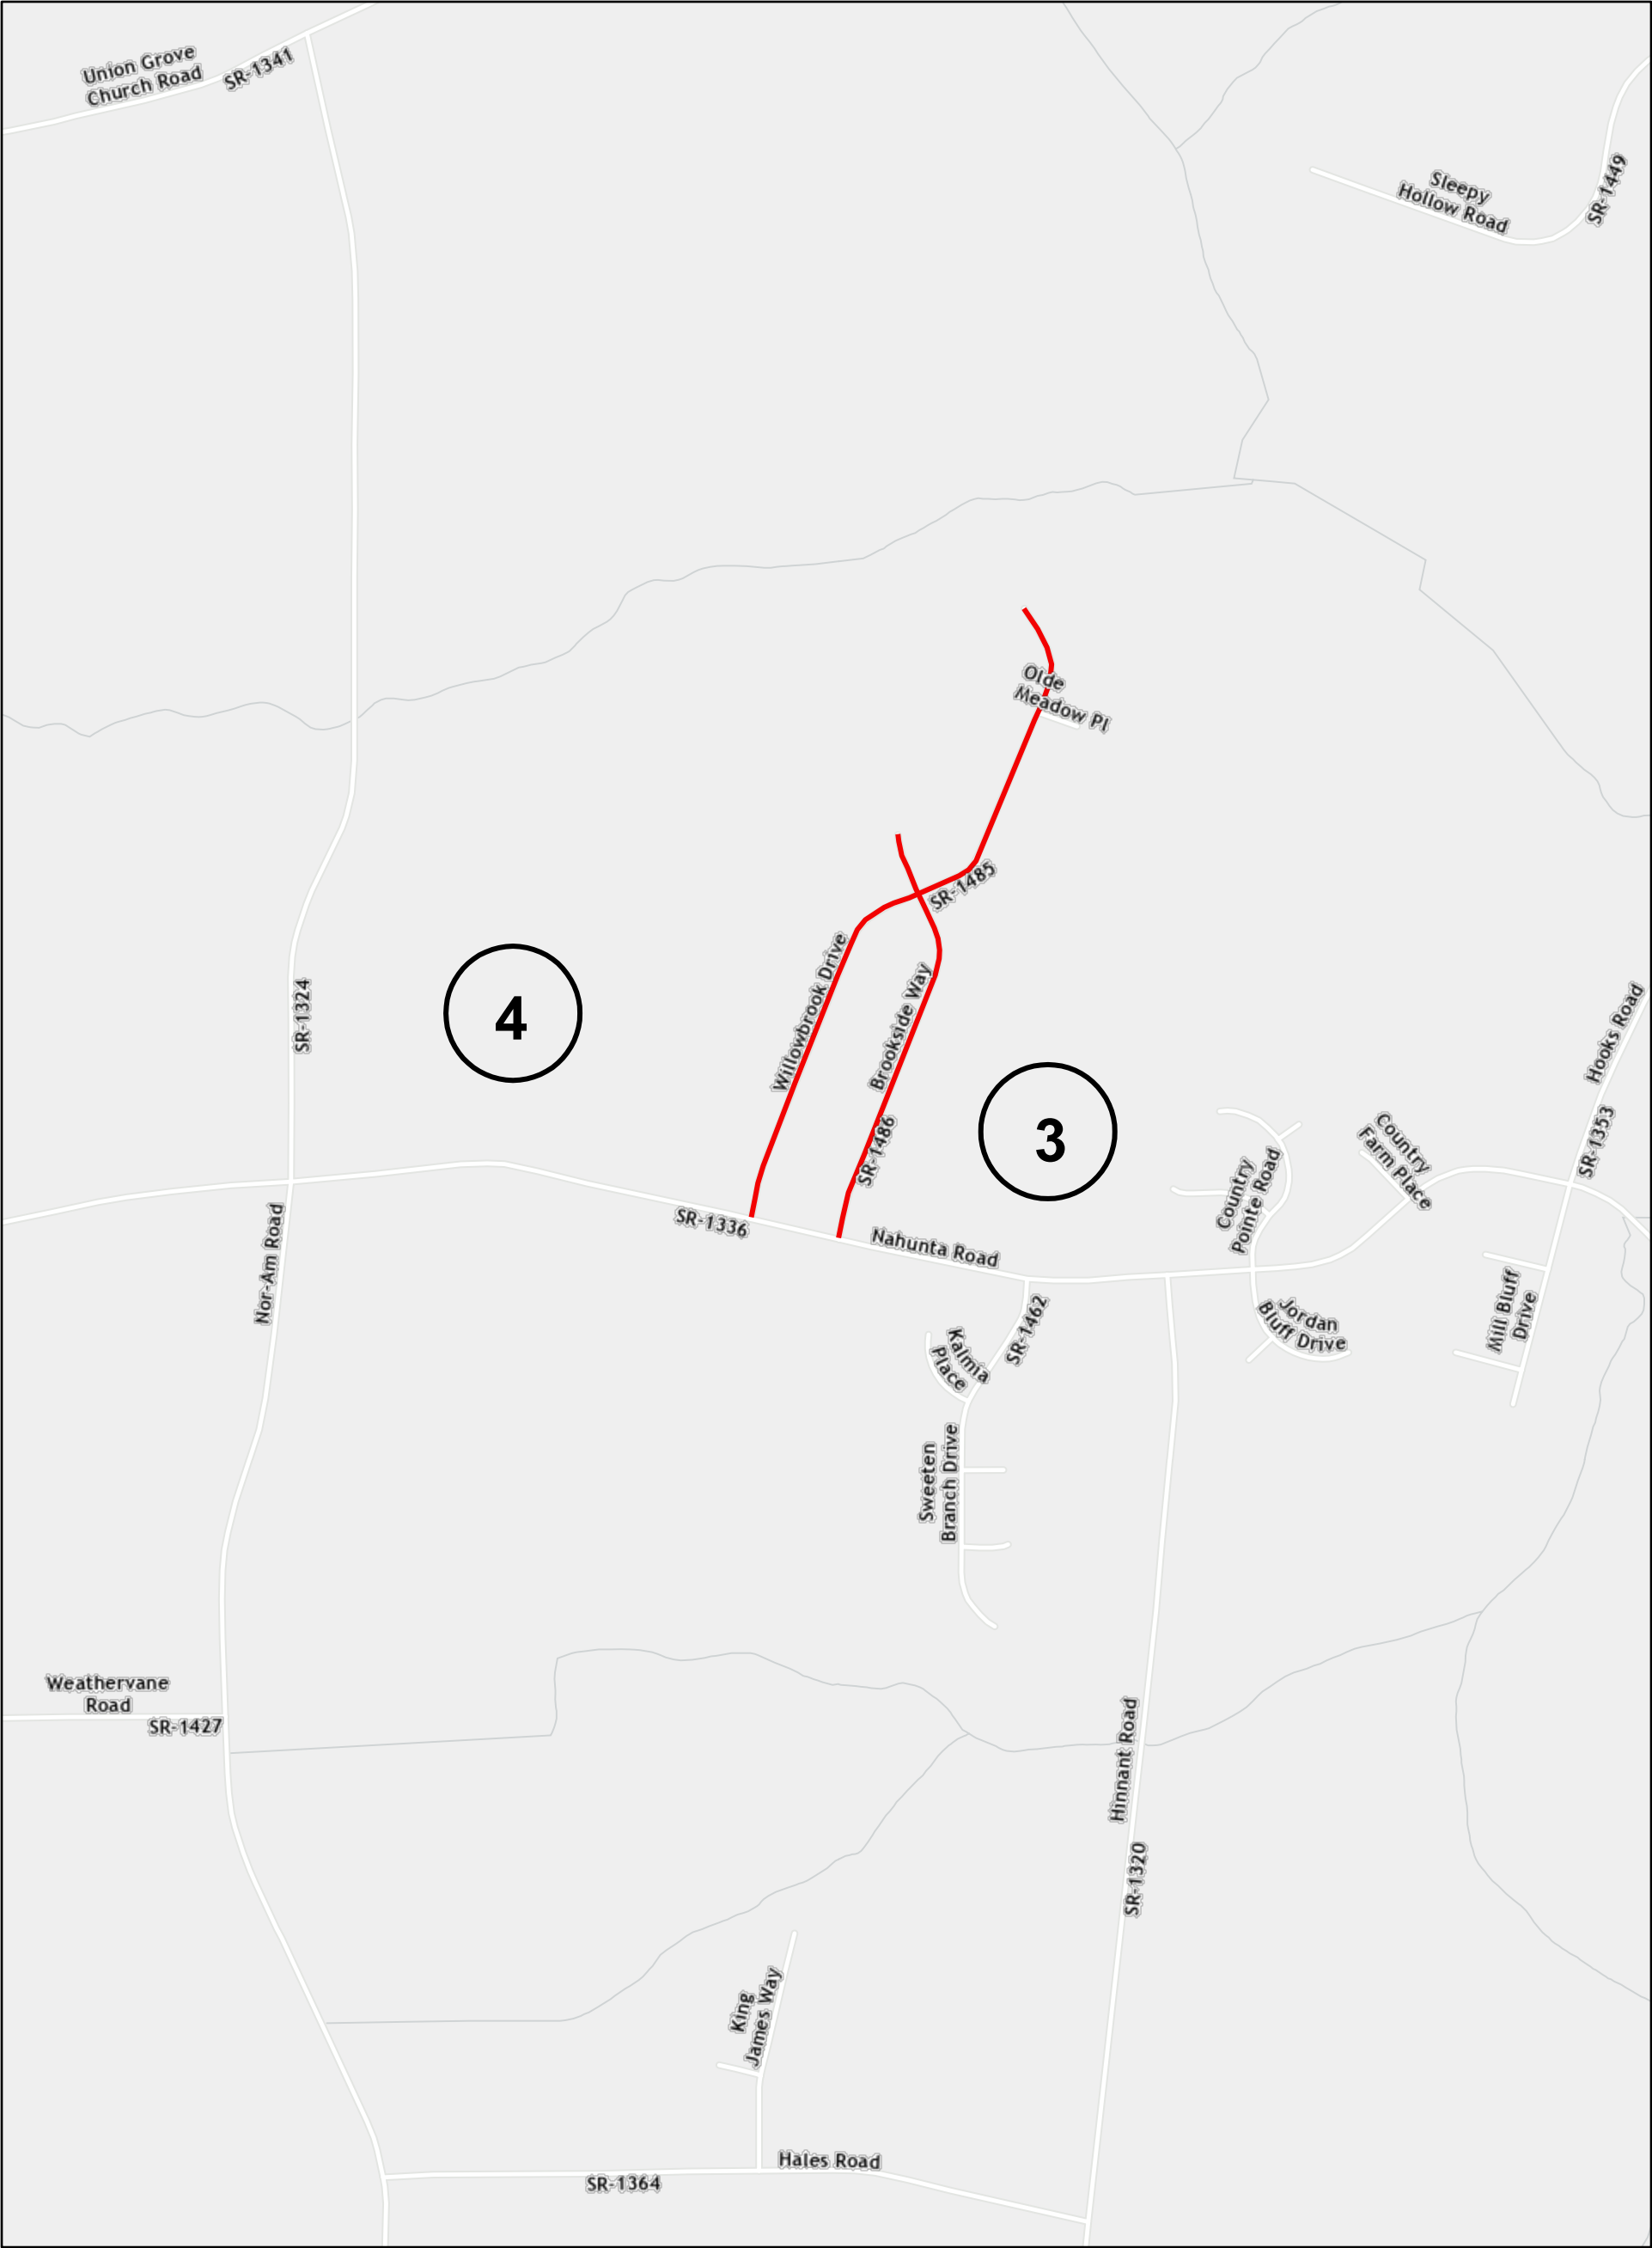 Union Grove
Church Road
SR-1341
Sleepy
Hollow Road
SR-1449
Olde
Meadow Pl
SR-1485
Willowbrook Drive
Brookside Way
SR-1486
4
3
SR-1324
Hooks Road
SR-1353
Country
Farm Place
Country
Pointe Road
Nor-Am Road
SR-1336
Nahunta Road
SR-1462
Kalmia
Place
Jordan
Bluff Drive
Mill Bluff
Drive
Sweeten
Branch Drive
Weathervane
Road
SR-1427
Hinnant Road
SR-1320
King
James Way
Hales Road
SR-1364